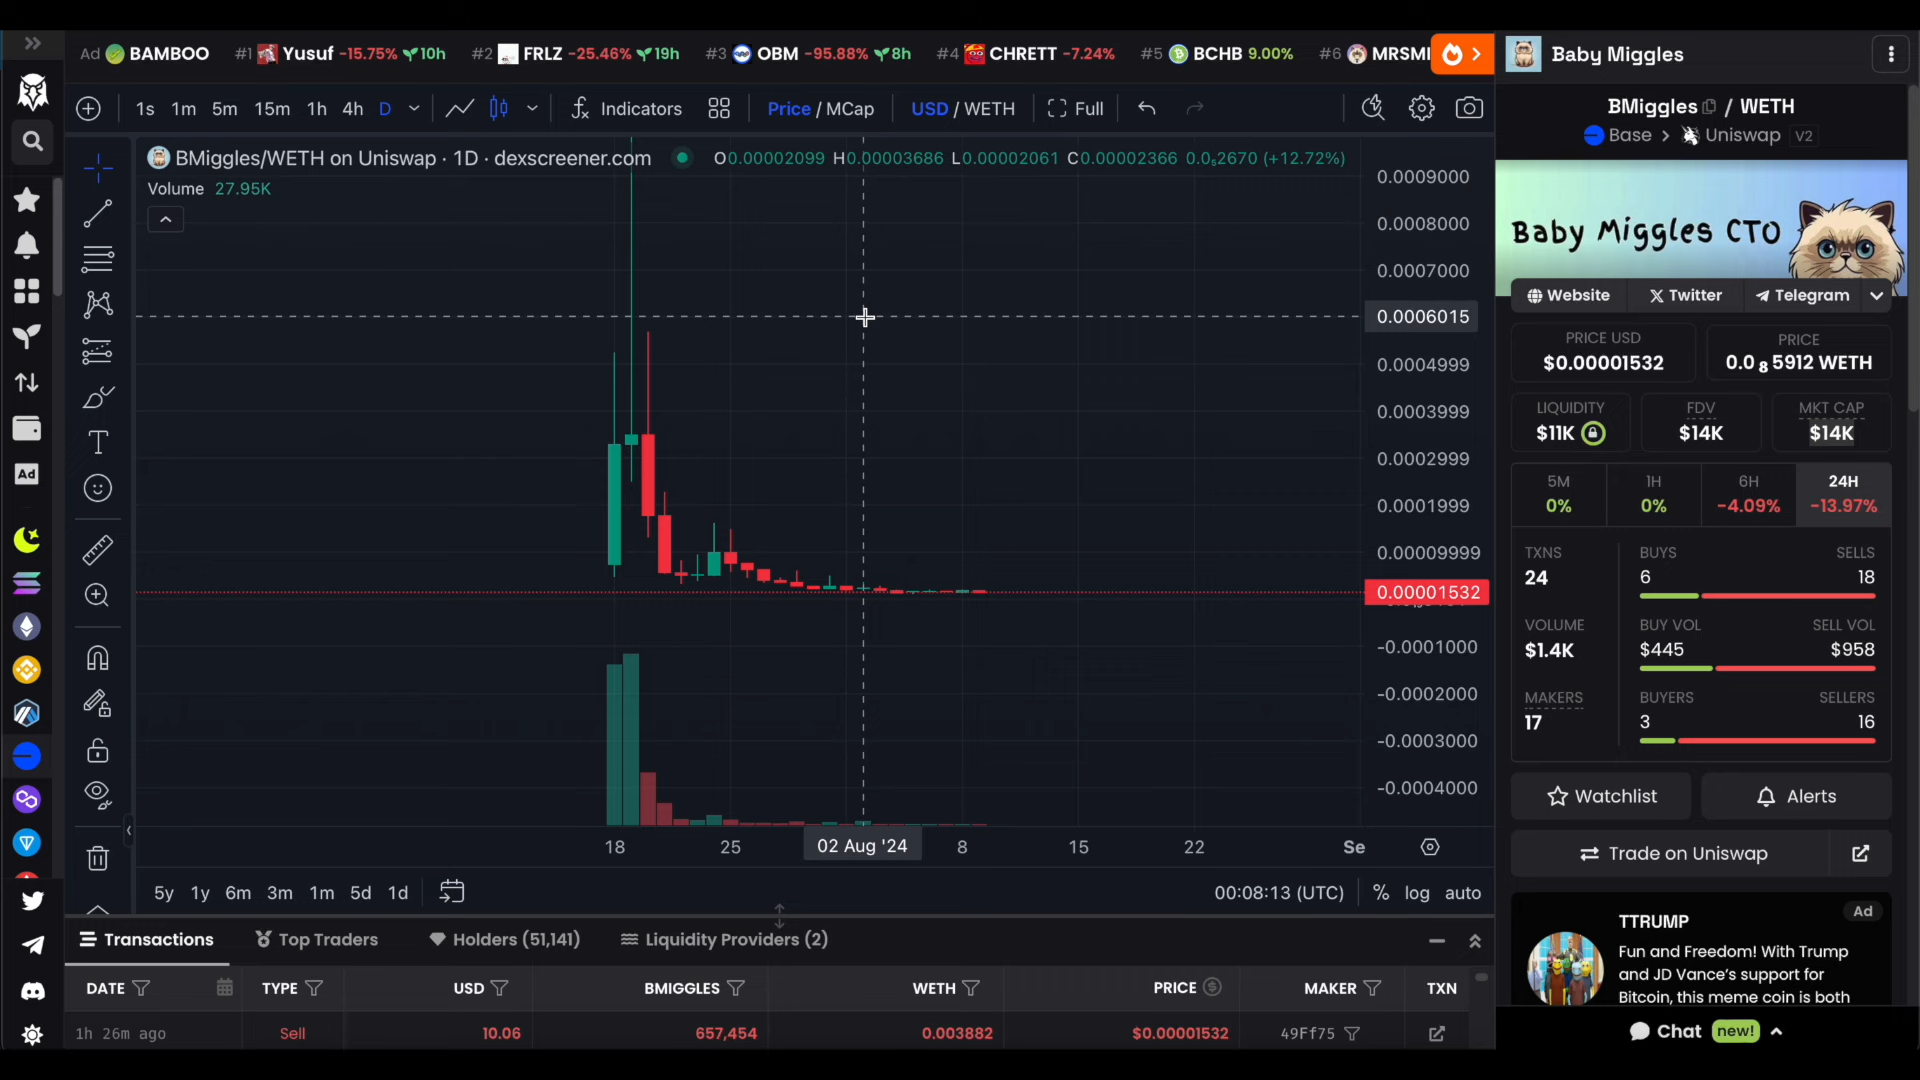 Ad BAMBOO #1 Yusuf -15.75% 10h #2 FRLZ -25.46% 19h #3 OBM -95.88% 8h #4 CHRETT -7.24% #5 BCHB 9.00% #6 MRSMI
1s 1m 5m 15m 1h 4h D Indicators Price / MCap USD / WETH Full
BMiggles/WETH on Uniswap · 1D · dexscreener.com O0.00002099 H0.00003686 L0.00002061 C0.00002366 0.0₅2670 (+12.72%)
Volume 27.95K
0.0009000
0.0008000
0.0007000
0.0006015
0.0004999
0.0003999
0.0002999
0.0001999
0.00009999
0.00001532
-0.0001000
-0.0002000
-0.0003000
-0.0004000
18 25 02 Aug '24 8 15 22 Se
5y 1y 6m 3m 1m 5d 1d 00:08:13 (UTC) % log auto
Transactions Top Traders Holders (51,141) Liquidity Providers (2)
DATE TYPE USD BMIGGLES WETH PRICE MAKER TXN
1h 26m ago Sell 10.06 657,454 0.003882 $0.00001532 49Ff75
Ad
Baby Miggles
BMiggles / WETH
Base > Uniswap V2
Baby Miggles CTO
Website Twitter Telegram
PRICE USD PRICE
$0.00001532 0.0₈5912 WETH
LIQUIDITY FDV MKT CAP
$11K $14K $14K
5M 1H 6H 24H
0% 0% -4.09% -13.97%
TXNS BUYS SELLS
24 6 18
VOLUME BUY VOL SELL VOL
$1.4K $445 $958
MAKERS BUYERS SELLERS
17 3 16
Watchlist Alerts
Trade on Uniswap
TTRUMP Ad
Fun and Freedom! With Trump
and JD Vance's support for
Bitcoin, this meme coin is both
Chat new!